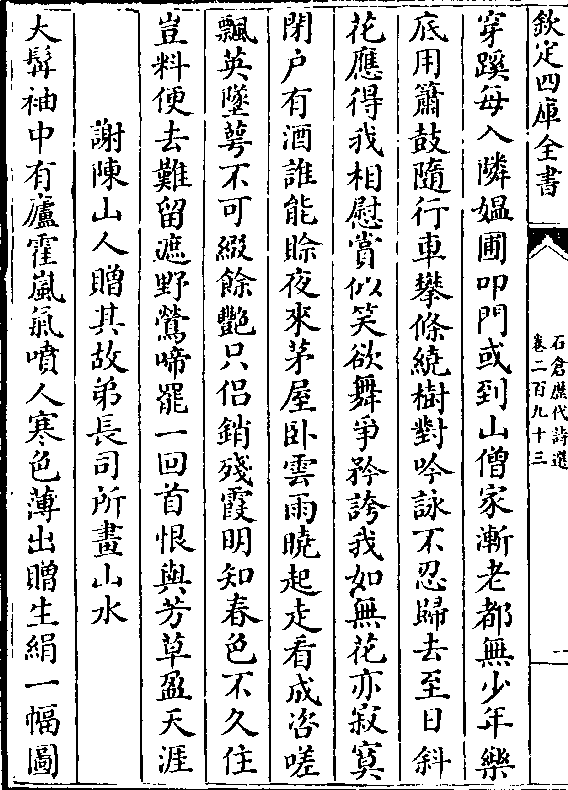 欽定四庫全書
石倉歷代詩選
卷二百九十三
一
穿蹊每入隣媪圃叩門或到山僧家漸老都無少年樂
底用簫鼓隨行車攀條繞樹對吟詠不忍歸去至日斜
花應得我相慰賞似笑欲舞爭矜誇我如無花亦寂寞
閉户有酒誰能賒夜來茅屋卧雲雨曉起走看成咨嗟
飄英墜萼不可綴餘艷只侣銷殘霞明知春色不久住
豈料便去難留遮野鶯啼罷一回首恨與芳草盈天涯
謝陳山人贈其故弟長司所畫山水
大髯袖中有廬霍嵐氣噴人寒色薄出贈生絹一幅圖